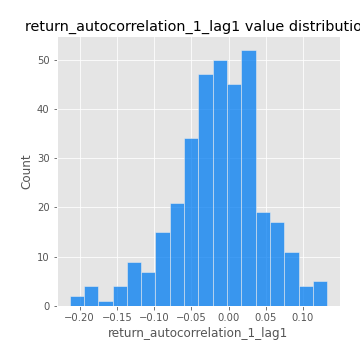 return_autocorrelation_1_lag1 value distributio
50
40
30
20
10
0
Count
−0.20 −0.15 −0.10 −0.05 0.00 0.05 0.10
return_autocorrelation_1_lag1